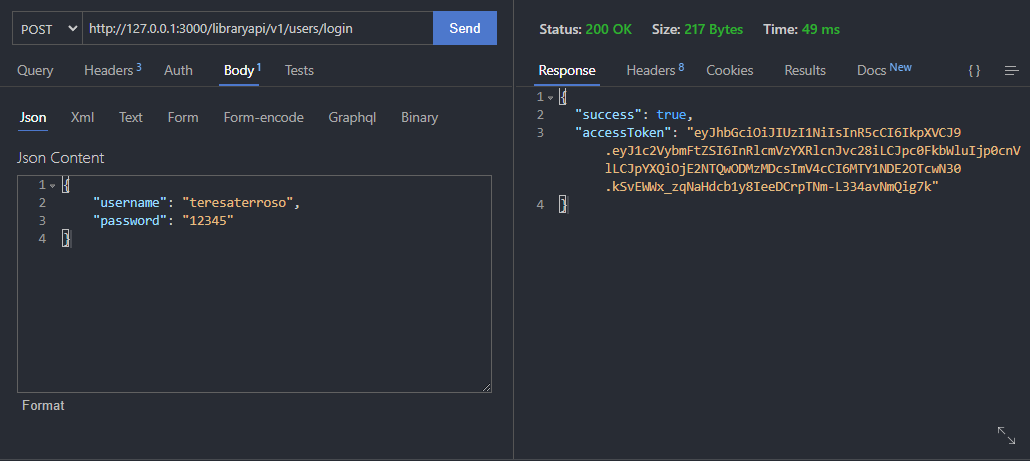 POST http://127.0.0.1:3000/libraryapi/v1/users/login Send
Query Headers 3 Auth Body 1 Tests
Json Xml Text Form Form-encode Graphql Binary
Json Content
1 {
2 "username": "teresaterroso",
3 "password": "12345"
4 }
Format
Status: 200 OK Size: 217 Bytes Time: 49 ms
Response Headers 8 Cookies Results Docs New { }
1 {
2 "success": true,
3 "accessToken": "eyJhbGciOiJIUzI1NiIsInR5cCI6IkpXVCJ9
.eyJ1c2VybmFtZSI6InRlcmVzYXRlcnJvc28iLCJpc0FkbWluIjp0cnV
lLCJpYXQiOjE2NTQwODMzMDcsImV4cCI6MTY1NDE2OTcwN30
.kSvEWWx_zqNaHdcb1y8IeeDCrpTNm-L334avNmQig7k"
4 }